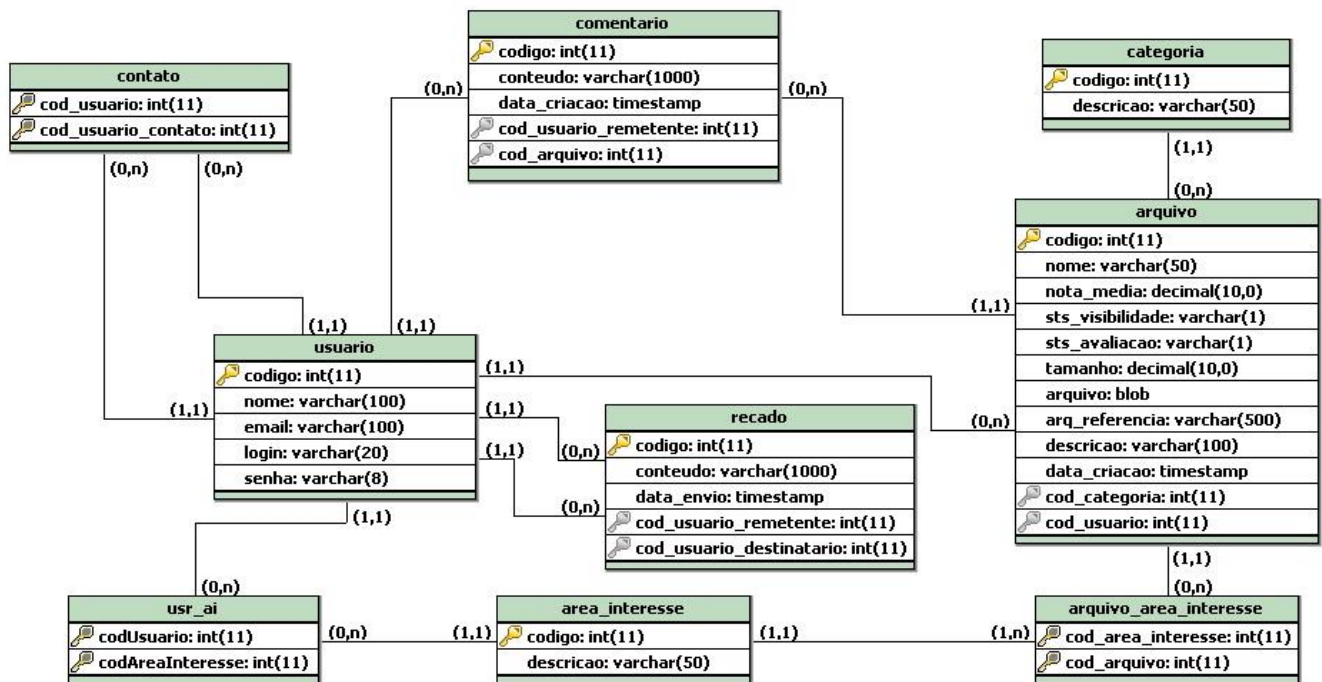 comentario
codigo: int(11)
conteudo: varchar(1000)
data_criacao: timestamp
cod_usuario_remetente: int(11)
cod_arquivo: int(11)
categoria
codigo: int(11)
descricao: varchar(50)
contato
cod_usuario: int(11)
cod_usuario_contato: int(11)
(0,n)
(0,n)
(0,n)
(0,n)
(1,1)
(0,n)
arquivo
codigo: int(11)
nome: varchar(50)
nota_media: decimal(10,0)
sts_visibilidade: varchar(1)
sts_avaliacao: varchar(1)
tamanho: decimal(10,0)
arquivo: blob
arq_referencia: varchar(500)
descricao: varchar(100)
data_criacao: timestamp
cod_categoria: int(11)
cod_usuario: int(11)
(1,1)
(1,1)
(1,1)
(1,1)
usuario
codigo: int(11)
nome: varchar(100)
email: varchar(100)
login: varchar(20)
senha: varchar(8)
(1,1)
(1,1)
(1,1)
(0,n)
(0,n)
(0,n)
recado
codigo: int(11)
conteudo: varchar(1000)
data_envio: timestamp
cod_usuario_remetente: int(11)
cod_usuario_destinatario: int(11)
(1,1)
(0,n)
(1,1)
(0,n)
usr_ai
codUsuario: int(11)
codAreaInteresse: int(11)
(0,n)
(1,1)
area_interesse
codigo: int(11)
descricao: varchar(50)
(1,1)
(1,n)
arquivo_area_interesse
cod_area_interesse: int(11)
cod_arquivo: int(11)